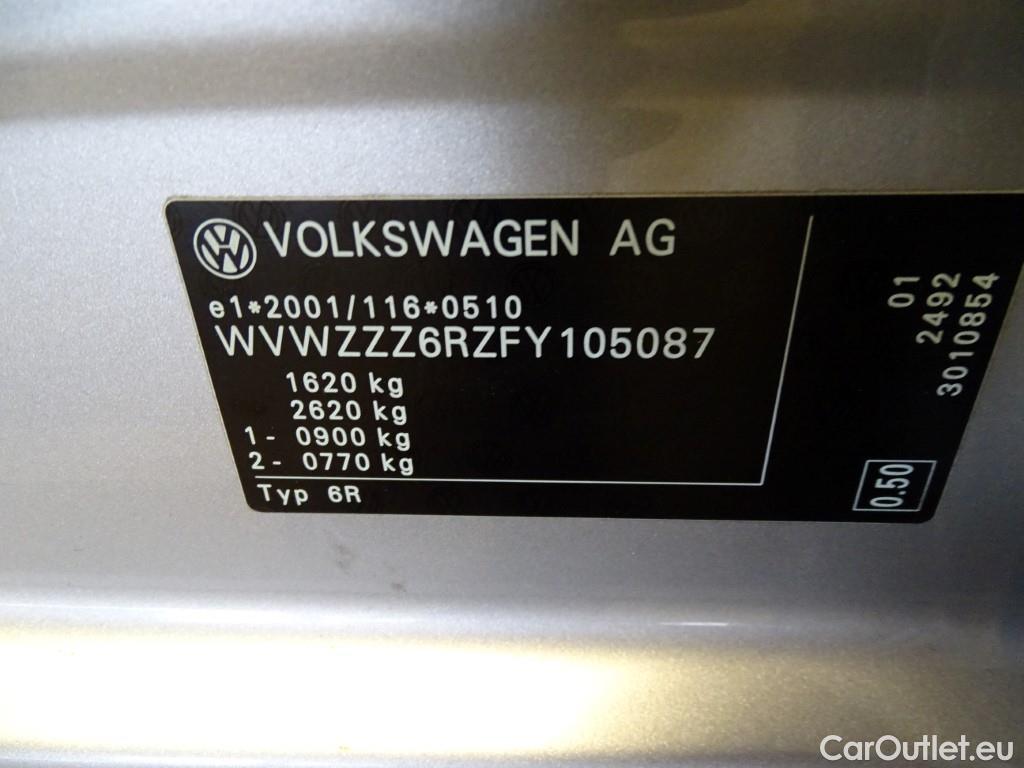 VOLKSWAGEN AG
e1*2001/116*0510
WVWZZZ6RZFY105087
1620 kg
2620 kg
1- 0900 kg
2- 0770 kg
Typ 6R
01
2492
3010854
0.50
CarOutlet.eu